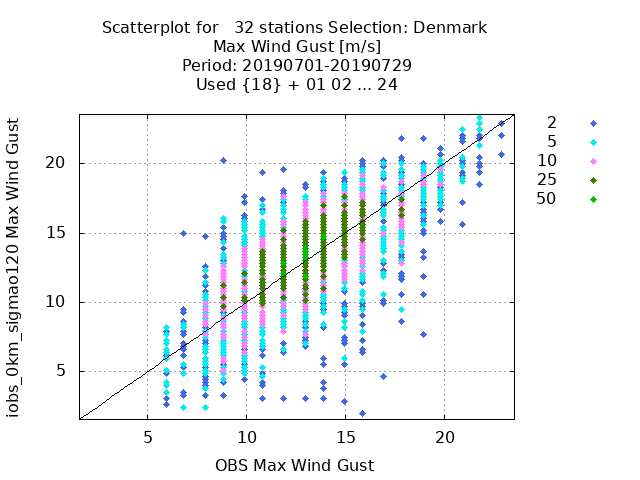 Scatterplot for 32 stations Selection: Denmark
Max Wind Gust [m/s]
Period: 20190701-20190729
Used {18} + 01 02 ... 24
iobs_0km_sigmao120 Max Wind Gust
20
15
10
5
5 10 15 20
OBS Max Wind Gust
2
5
10
25
50